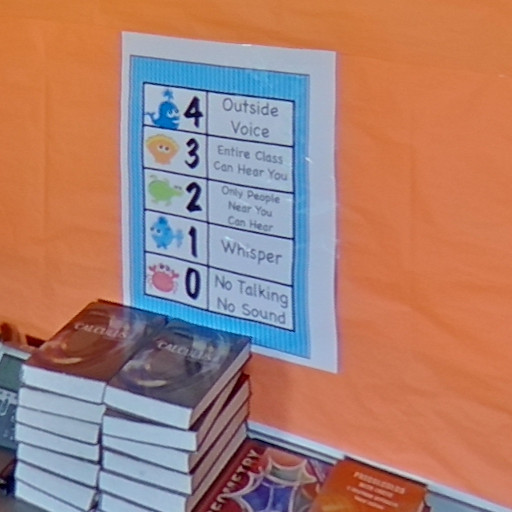 4 Outside
Voice
3 Entire Class
Can Hear You
2 Only People
Near You
Can Hear
1 Whisper
0 No Talking
No Sound
CALCULUS
CALCULUS
GEOMETRY